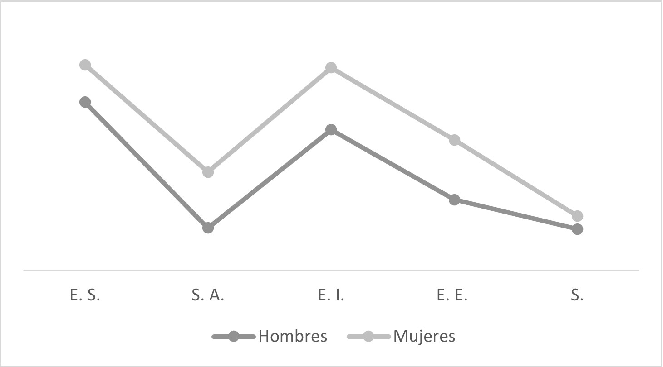 E. S. S. A. E. I. E. E. S.
Hombres Mujeres